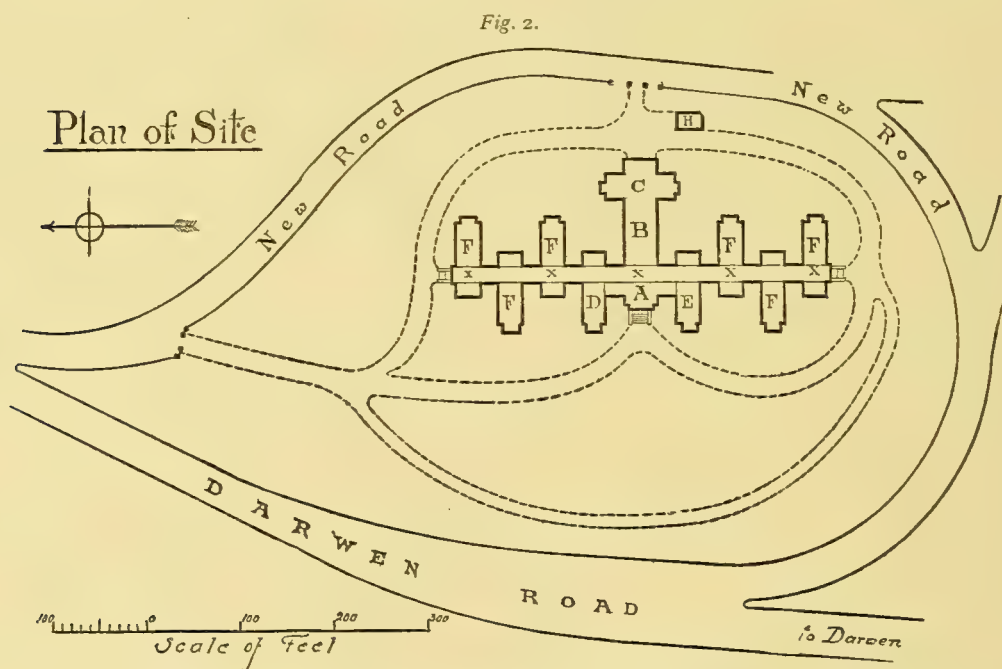 Fig. 2.
Plan of Site
New Road
New Road
H
C
B
F F F F
x x x x x
A
F D E F
DARWEN ROAD
100 0 100 200 300
Scale of Feet
to Darwen